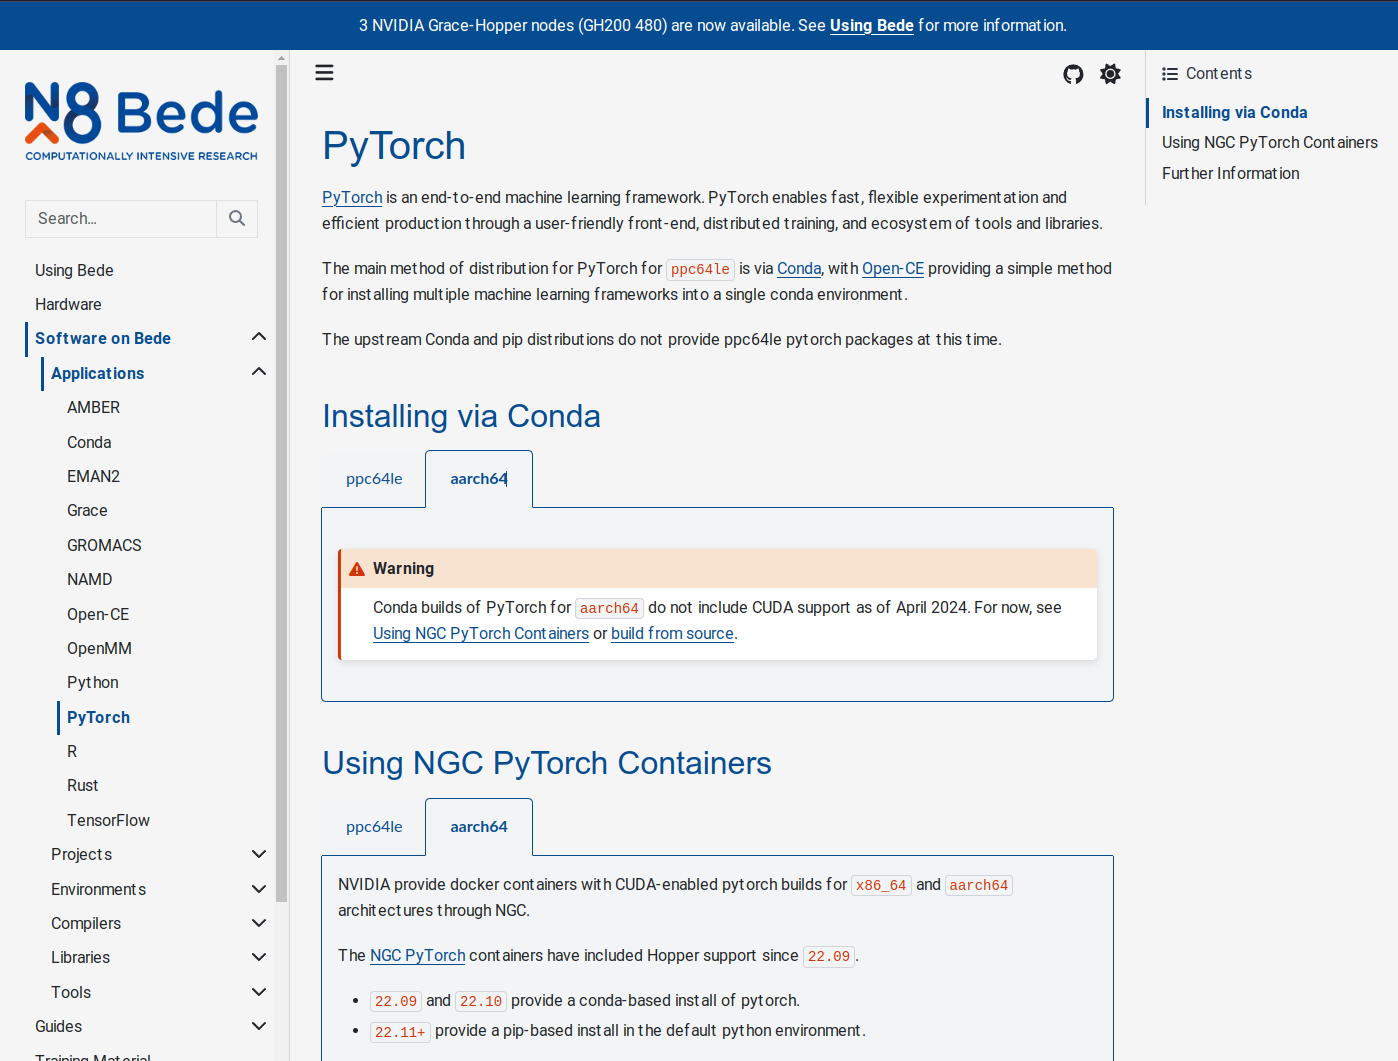 3 NVIDIA Grace-Hopper nodes (GH200 480) are now available. See Using Bede for more information.
N8 Bede
COMPUTATIONALLY INTENSIVE RESEARCH
Search...
Using Bede
Hardware
Software on Bede
Applications
AMBER
Conda
EMAN2
Grace
GROMACS
NAMD
Open-CE
OpenMM
Python
PyTorch
R
Rust
TensorFlow
Projects
Environments
Compilers
Libraries
Tools
Guides
Training Material
PyTorch
PyTorch is an end-to-end machine learning framework. PyTorch enables fast, flexible experimentation and
efficient production through a user-friendly front-end, distributed training, and ecosystem of tools and libraries.
The main method of distribution for PyTorch for ppc64le is via Conda, with Open-CE providing a simple method
for installing multiple machine learning frameworks into a single conda environment.
The upstream Conda and pip distributions do not provide ppc64le pytorch packages at this time.
Installing via Conda
ppc64le aarch64
Warning
Conda builds of PyTorch for aarch64 do not include CUDA support as of April 2024. For now, see
Using NGC PyTorch Containers or build from source.
Using NGC PyTorch Containers
ppc64le aarch64
NVIDIA provide docker containers with CUDA-enabled pytorch builds for x86_64 and aarch64
architectures through NGC.
The NGC PyTorch containers have included Hopper support since 22.09.
• 22.09 and 22.10 provide a conda-based install of pytorch.
• 22.11+ provide a pip-based install in the default python environment.
Contents
Installing via Conda
Using NGC PyTorch Containers
Further Information